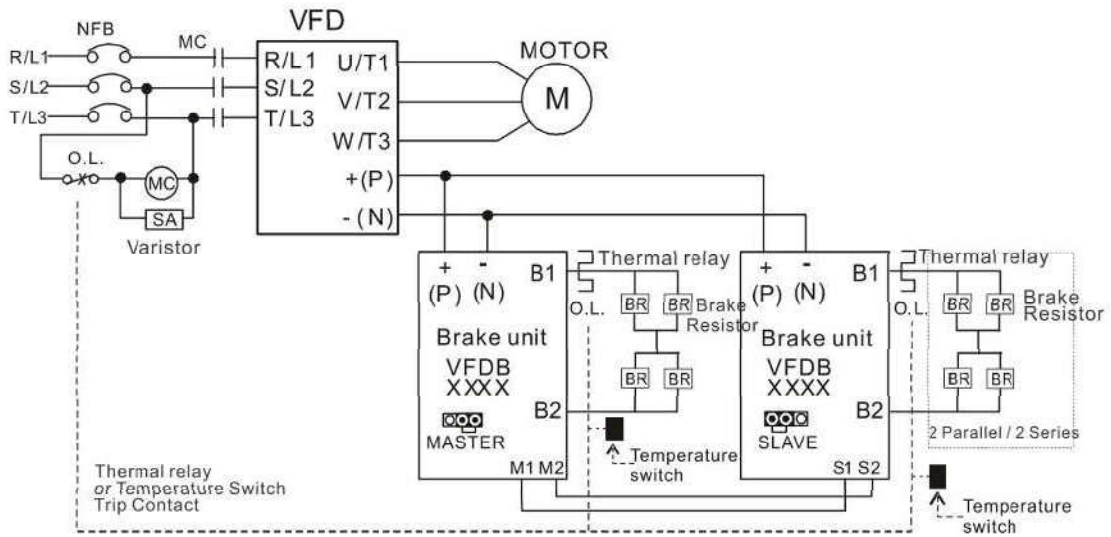 VFD
NFB
MC
MOTOR
R/L1
R/L1
U/T1
S/L2
S/L2
V/T2
M
T/L3
T/L3
W/T3
O.L.
MC
+(P)
SA
-(N)
Varistor
+
-
B1
Thermal relay
(P)
(N)
O.L.
BR
BR
Brake
Resistor
Brake unit
VFDB
XXXX
BR
BR
B2
MASTER
M1 M2
Temperature
switch
+
-
B1
Thermal relay
(P)
(N)
O.L.
BR
BR
Brake
Resistor
Brake unit
VFDB
XXXX
BR
BR
B2
2 Parallel / 2 Series
SLAVE
S1 S2
Temperature
switch
Thermal relay
or Temperature Switch
Trip Contact